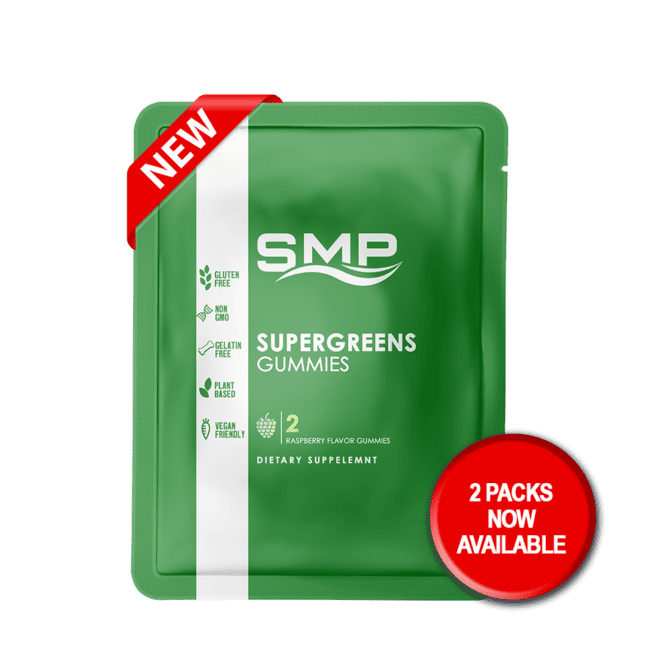 NEW
SMP
GLUTEN
FREE
NON
GMO
GELATIN
FREE
PLANT
BASED
VEGAN
FRIENDLY
SUPERGREENS
GUMMIES
2
RASPBERRY FLAVOR GUMMIES
DIETARY SUPPELEMNT
2 PACKS
NOW
AVAILABLE